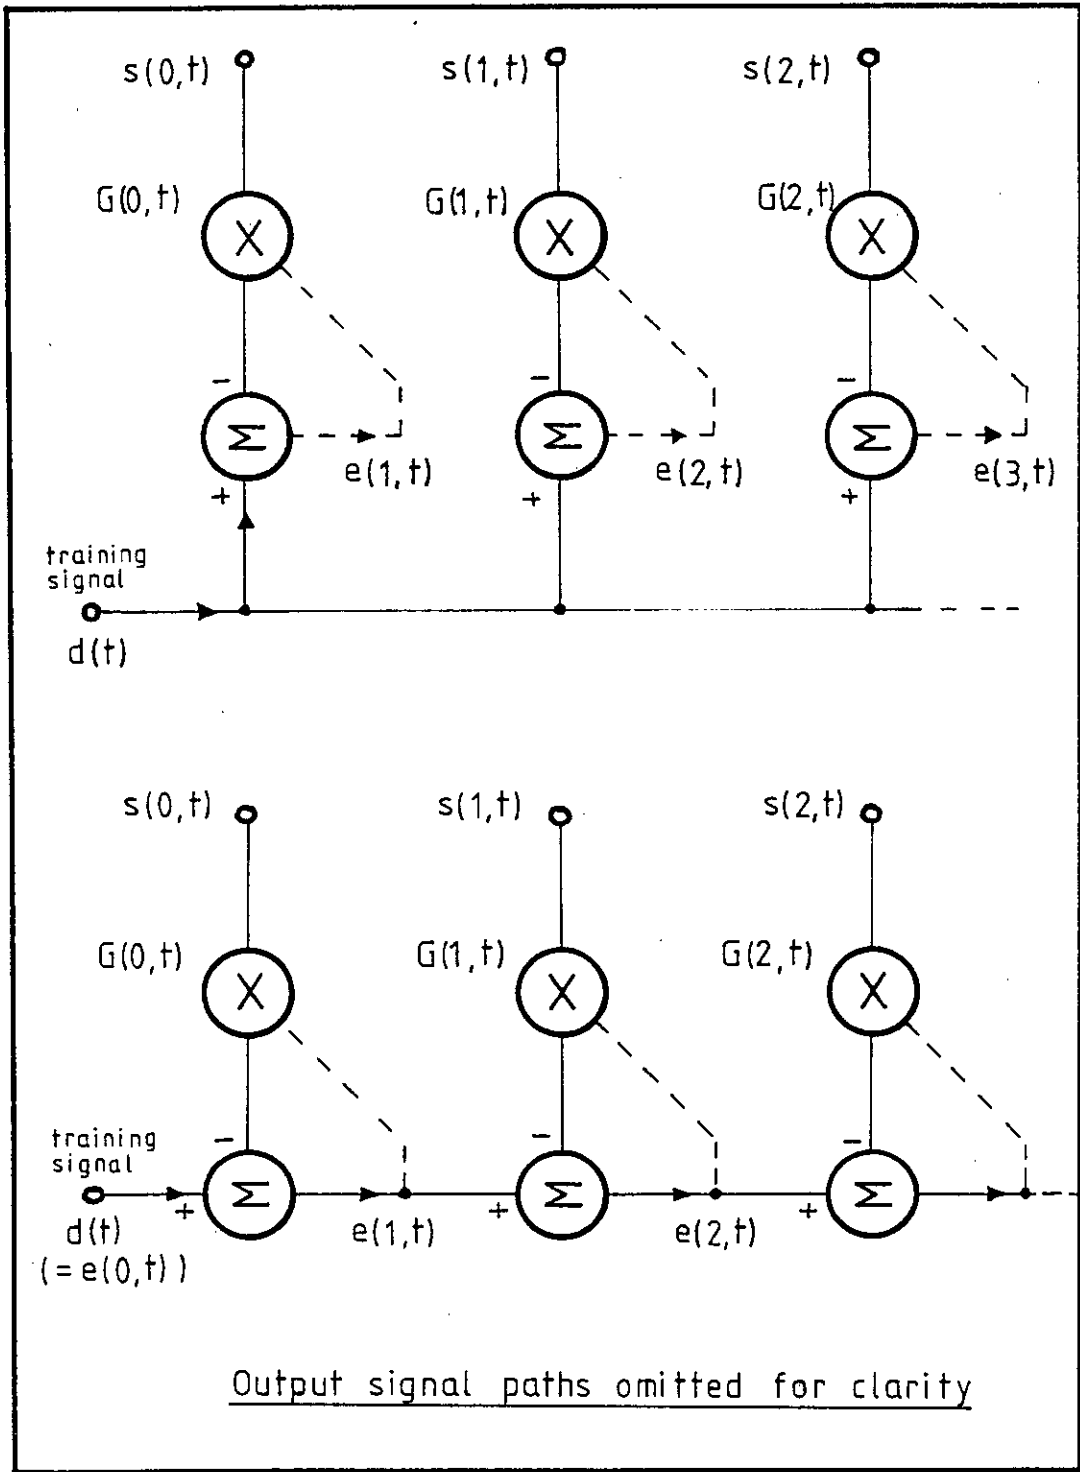 s(0,t) s(1,t) s(2,t)
G(0,t) G(1,t) G(2,t)
X X X
- - -
Σ Σ Σ
e(1,t) e(2,t) e(3,t)
+ + +
training
signal
d(t)
s(0,t) s(1,t) s(2,t)
G(0,t) G(1,t) G(2,t)
X X X
training
signal
- - -
Σ Σ Σ
+ + +
d(t) e(1,t) e(2,t)
(=e(0,t))
Output signal paths omitted for clarity